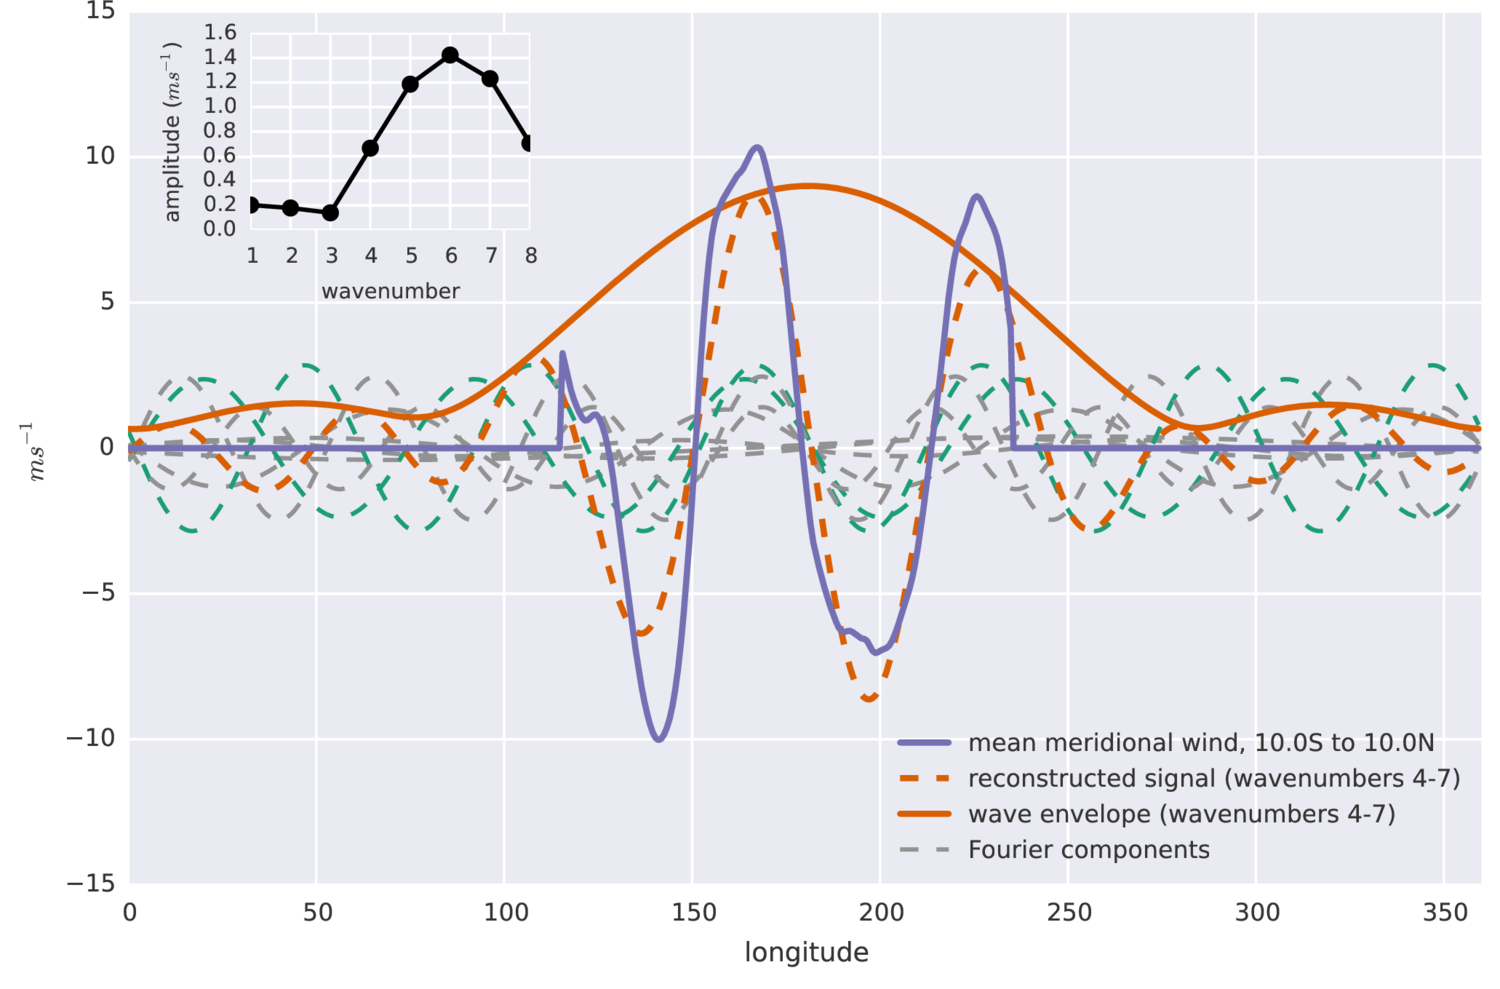 15
10
5
0
−5
−10
−15
ms⁻¹
1.6
1.4
1.2
1.0
0.8
0.6
0.4
0.2
0.0
amplitude (ms⁻¹)
1 2 3 4 5 6 7 8
wavenumber
mean meridional wind, 10.0S to 10.0N
reconstructed signal (wavenumbers 4-7)
wave envelope (wavenumbers 4-7)
Fourier components
0 50 100 150 200 250 300 350
longitude